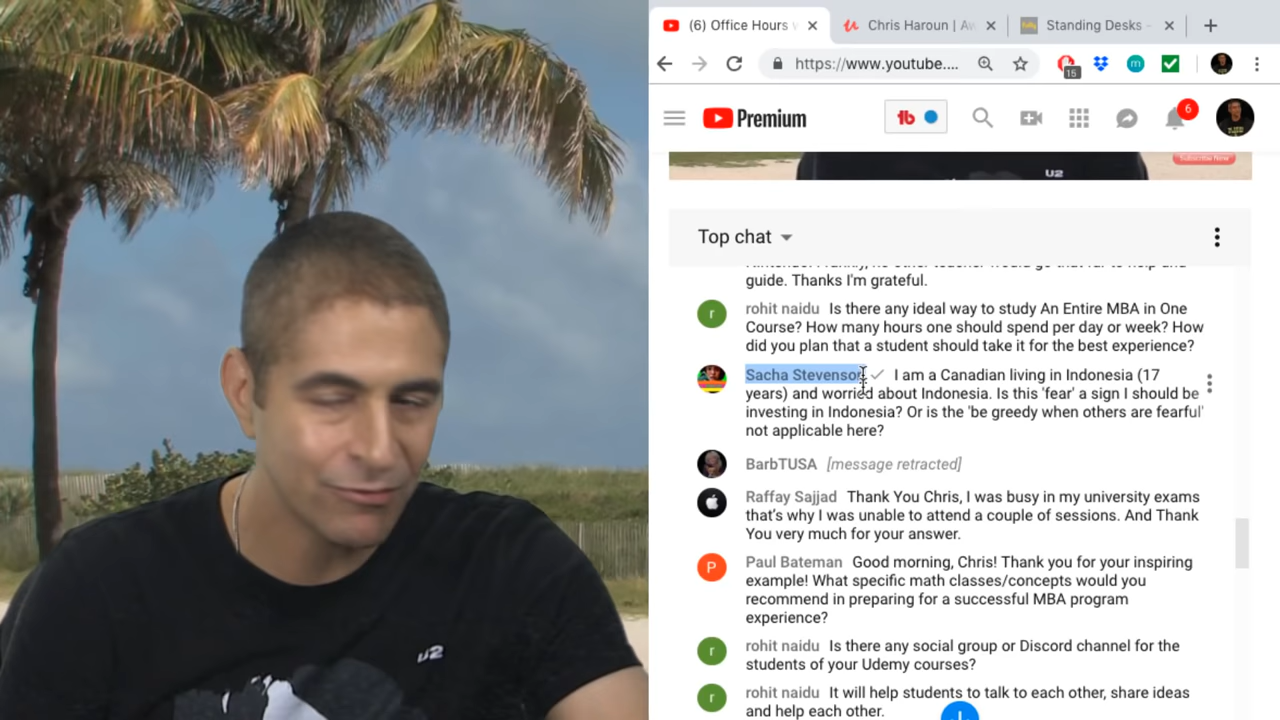 (6) Office Hours
Chris Haroun | Aw
Standing Desks -
https://www.youtube....
15
Premium
6
Subscribe Now
U2
Top chat
guide. Thanks I'm grateful.
rohit naidu Is there any ideal way to study An Entire MBA in One
Course? How many hours one should spend per day or week? How
did you plan that a student should take it for the best experience?
Sacha Stevenson I am a Canadian living in Indonesia (17
years) and worried about Indonesia. Is this 'fear' a sign I should be
investing in Indonesia? Or is the 'be greedy when others are fearful'
not applicable here?
BarbTUSA [message retracted]
Raffay Sajjad Thank You Chris, I was busy in my university exams
that's why I was unable to attend a couple of sessions. And Thank
You very much for your answer.
Paul Bateman Good morning, Chris! Thank you for your inspiring
example! What specific math classes/concepts would you
recommend in preparing for a successful MBA program
experience?
rohit naidu Is there any social group or Discord channel for the
students of your Udemy courses?
rohit naidu It will help students to talk to each other, share ideas
and help each other.
U2